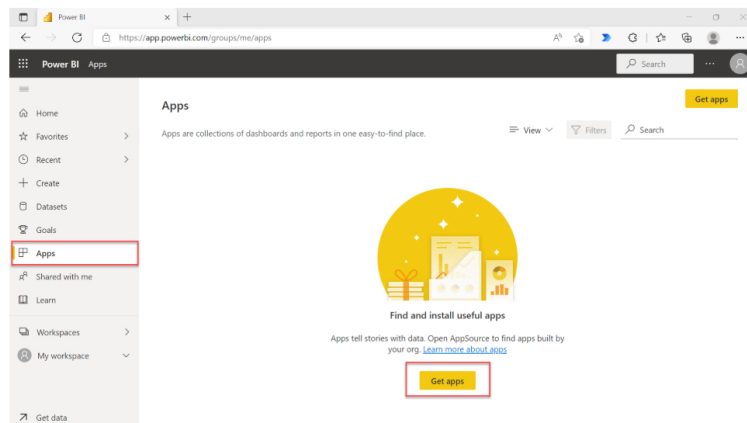 Power BI
https://app.powerbi.com/groups/me/apps
Power BI Apps
Search
Home
Favorites
Recent
Create
Datasets
Goals
Apps
Shared with me
Learn
Workspaces
My workspace
Get data
Apps
Get apps
Apps are collections of dashboards and reports in one easy-to-find place.
View
Filters
Search
Find and install useful apps
Apps tell stories with data. Open AppSource to find apps built by
your org. Learn more about apps
Get apps